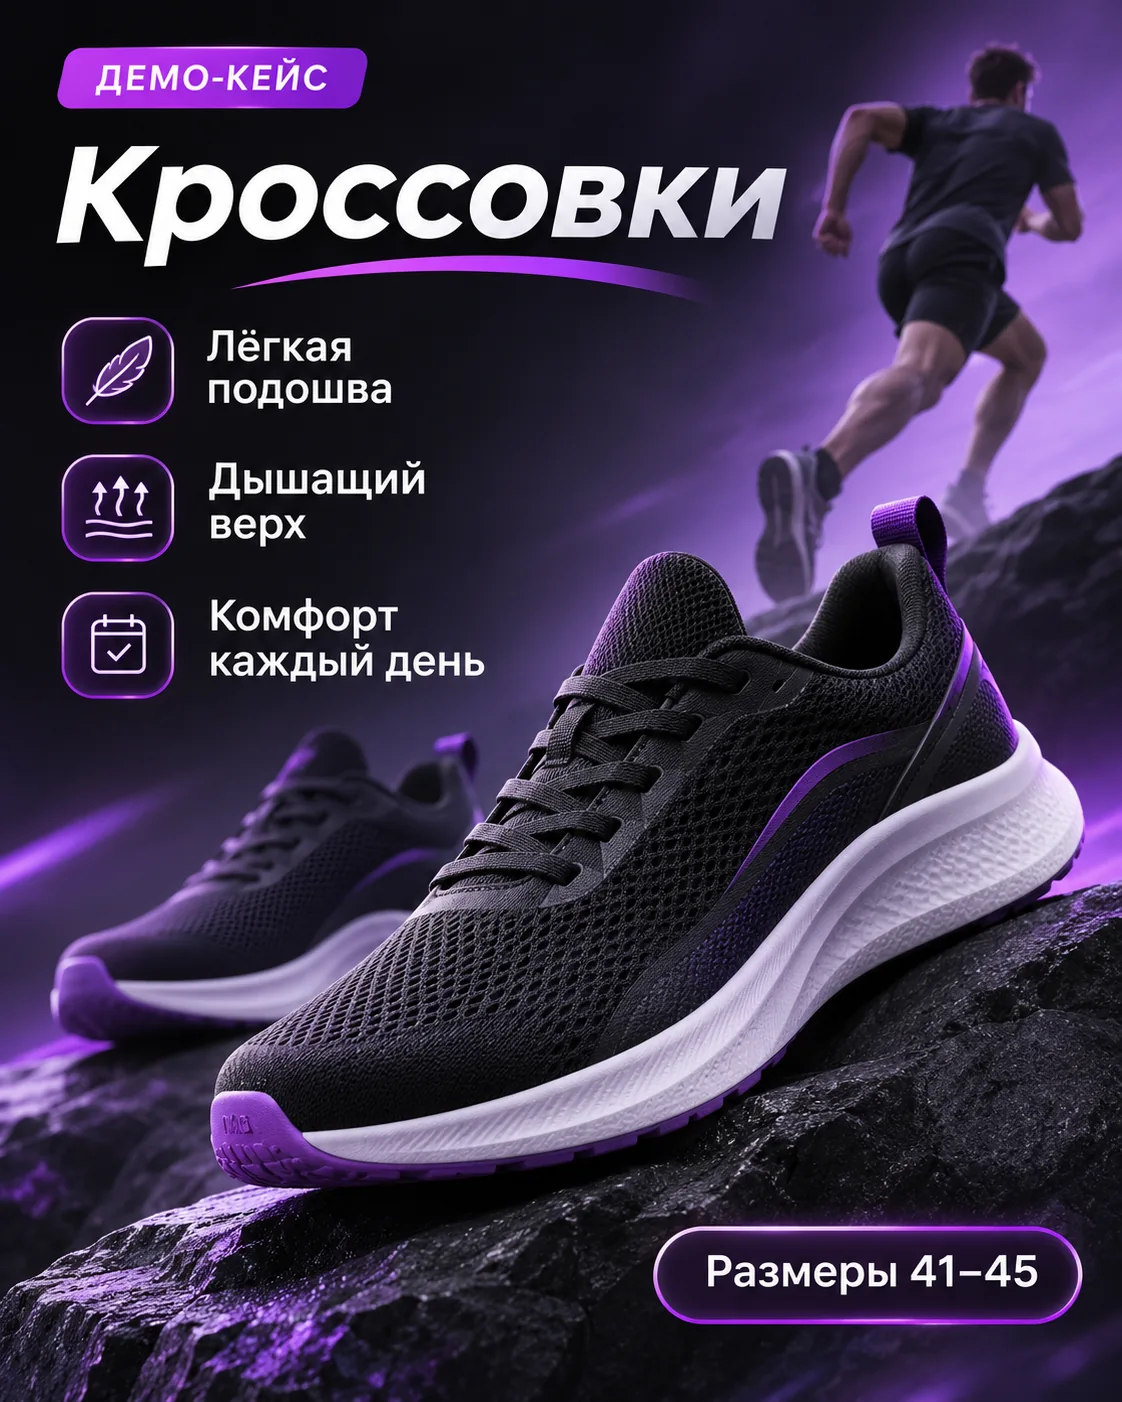 ДЕМО-КЕЙС
Кроссовки
Лёгкая
подошва
Дышащий
верх
Комфорт
каждый день
Размеры 41–45